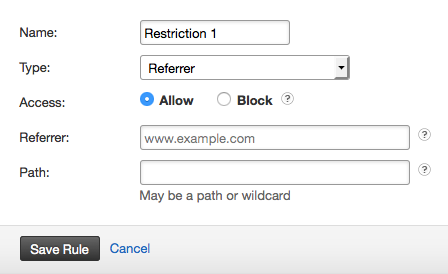 Name: Restriction 1
Type: Referrer
Access: Allow Block ?
Referrer: www.example.com ?
Path: ?
May be a path or wildcard
Save Rule Cancel